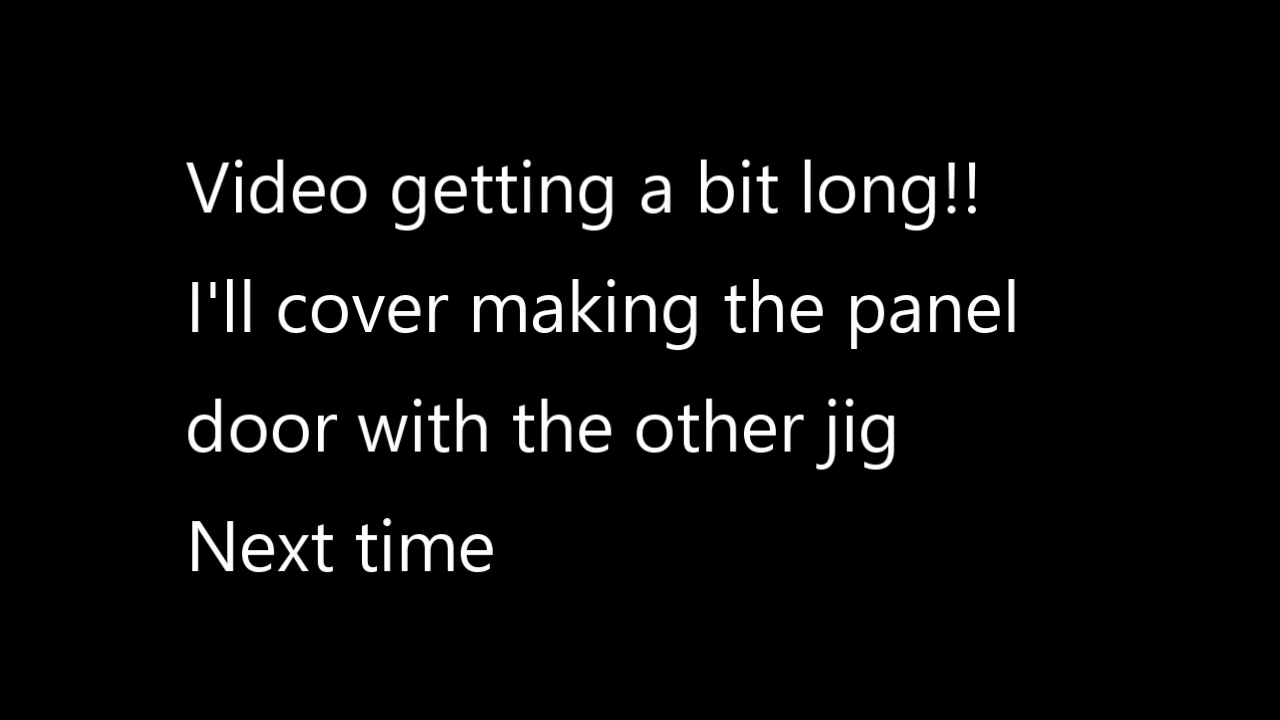 Video getting a bit long!!
I'll cover making the panel
door with the other jig
Next time